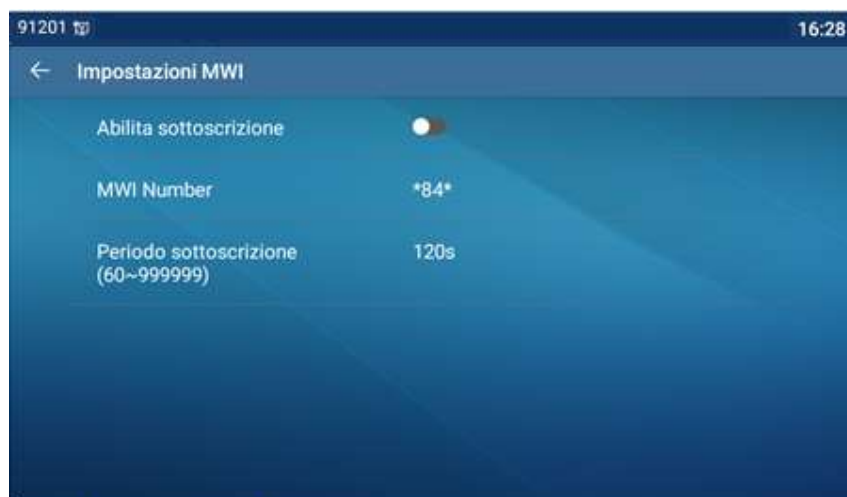 91201
16:28
Impostazioni MWI
Abilita sottoscrizione
MWI Number
*84*
Periodo sottoscrizione
(60~999999)
120s